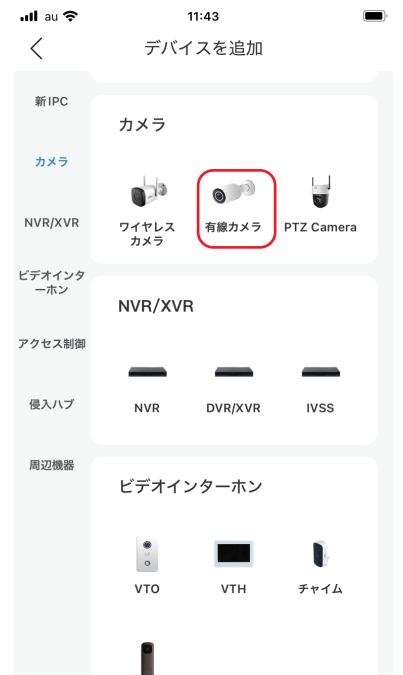 au
11:43
デバイスを追加
新 IPC
カメラ
NVR/XVR
ビデオインタ
ーホン
アクセス制御
侵入ハブ
周辺機器
カメラ
ワイヤレス
カメラ
有線カメラ
PTZ Camera
NVR/XVR
NVR
DVR/XVR
IVSS
ビデオインターホン
VTO
VTH
チャイム